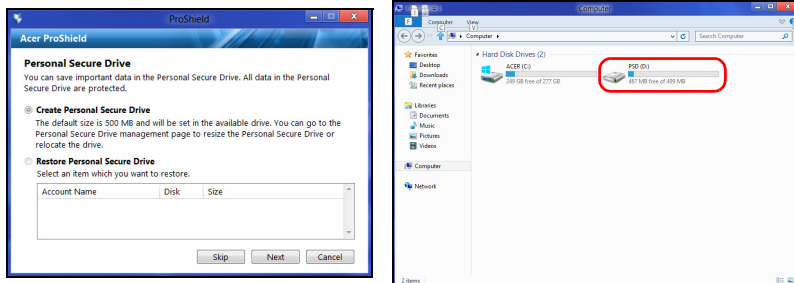 ProShield
Acer ProShield
Personal Secure Drive
You can save important data in the Personal Secure Drive. All data in the Personal
Secure Drive are protected.
Create Personal Secure Drive
The default size is 500 MB and will be set in the available drive. You can go to the
Personal Secure Drive management page to resize the Personal Secure Drive or
relocate the drive.
Restore Personal Secure Drive
Select an item which you want to restore.
Account Name Disk Size
Skip Next Cancel
Computer
F Computer View
C V
Computer
Search Computer
Favorites
Desktop
Downloads
Recent places
Libraries
Documents
Music
Pictures
Videos
Computer
Network
Hard Disk Drives (2)
ACER (C:)
249 GB free of 277 GB
PSD (D:)
467 MB free of 499 MB
2 items